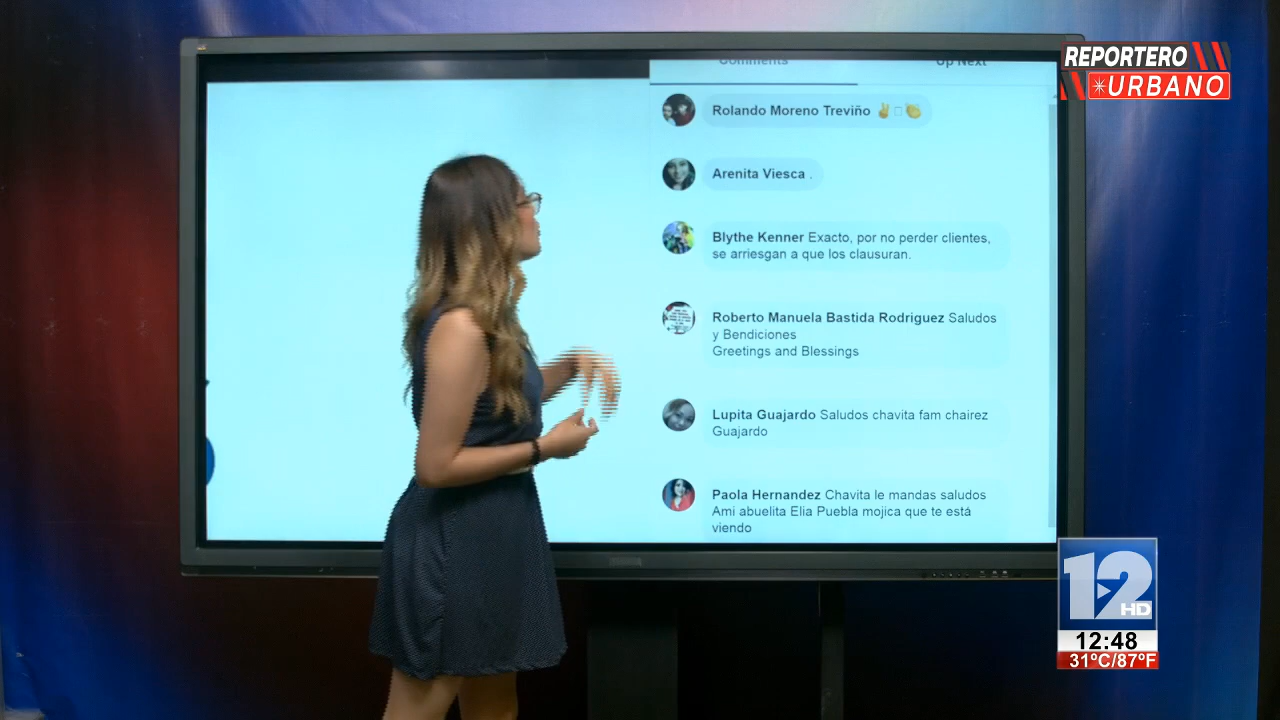 Comments
Up Next
REPORTERO
URBANO
Rolando Moreno Treviño ✌□👏
Arenita Viesca .
Blythe Kenner Exacto, por no perder clientes,
se arriesgan a que los clausuran.
Roberto Manuela Bastida Rodriguez Saludos
y Bendiciones
Greetings and Blessings
Lupita Guajardo Saludos chavita fam chairez
Guajardo
Paola Hernandez Chavita le mandas saludos
Ami abuelita Elia Puebla mojica que te está
viendo
12
HD
12:48
31ºC/87ºF